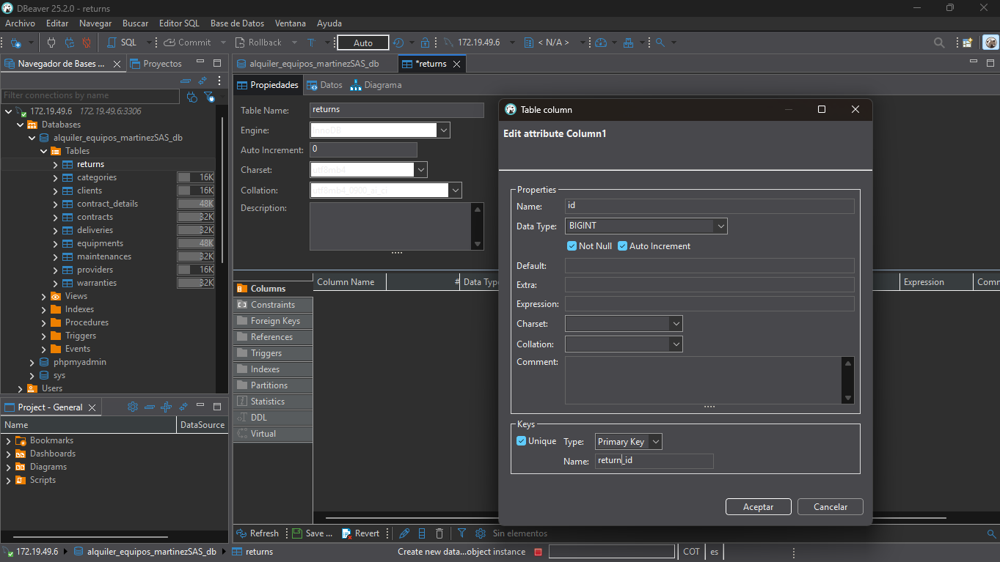 DBeaver 25.2.0 - returns
Archivo Editar Navegar Buscar Editor SQL Base de Datos Ventana Ayuda
SQL Commit Rollback T Auto 172.19.49.6 < N/A >
Navegador de Bases ... Proyectos
alquiler_equipos_martinezSAS_db *returns
Filter connections by name
172.19.49.6 172.19.49.6:3306
Databases
alquiler_equipos_martinezSAS_db
Tables
returns
categories 16K
clients 16K
contract_details 48K
contracts 32K
deliveries 32K
equipments 48K
maintenances 32K
providers 16K
warranties 32K
Views
Indexes
Procedures
Triggers
Events
phpmyadmin
sys
Users
Project - General
Name DataSource
Bookmarks
Dashboards
Diagrams
Scripts
Propiedades Datos Diagrama
Table Name: returns
Engine: InnoDB
Auto Increment: 0
Charset: utf8mb4
Collation: utf8mb4_0900_ai_ci
Description:
Columns
Constraints
Foreign Keys
References
Triggers
Indexes
Partitions
Statistics
DDL
Virtual
Column Name # Data Type Expression Comm
Table column
Edit attribute Column1
Properties
Name: id
Data Type: BIGINT
Not Null Auto Increment
Default:
Extra:
Expression:
Charset:
Collation:
Comment:
Keys
Unique Type: Primary Key
Name: return_id
Aceptar Cancelar
Refresh Save ... Revert Sin elementos
172.19.49.6 alquiler_equipos_martinezSAS_db returns Create new data...object instance COT es